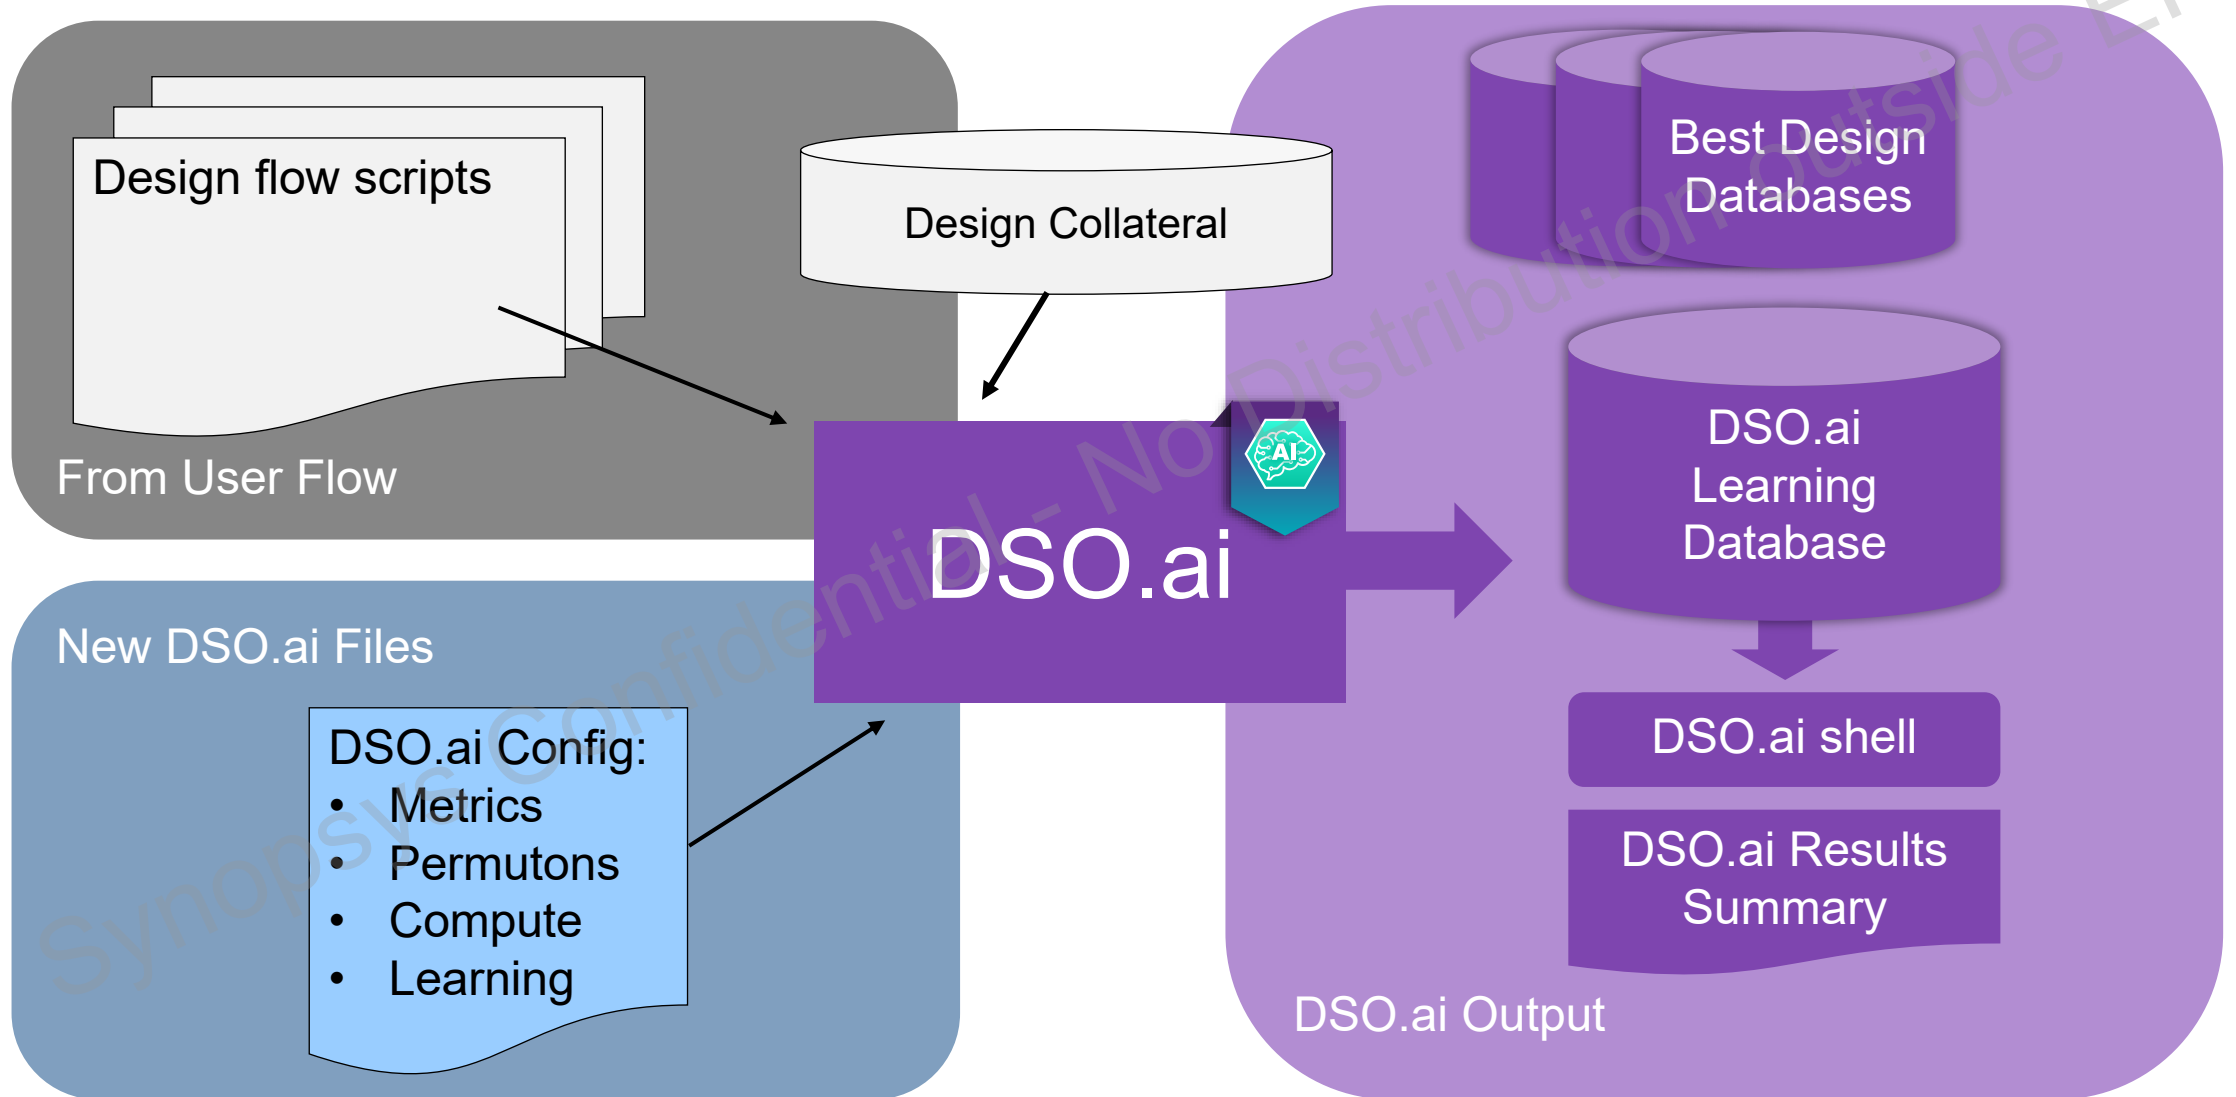 Design flow scripts
From User Flow
Design Collateral
New DSO.ai Files
DSO.ai Config:
• Metrics
• Permutons
• Compute
• Learning
DSO.ai
AI
Best Design
Databases
DSO.ai
Learning
Database
DSO.ai shell
DSO.ai Results
Summary
DSO.ai Output
Synopsys Confidential - No Distribution outside